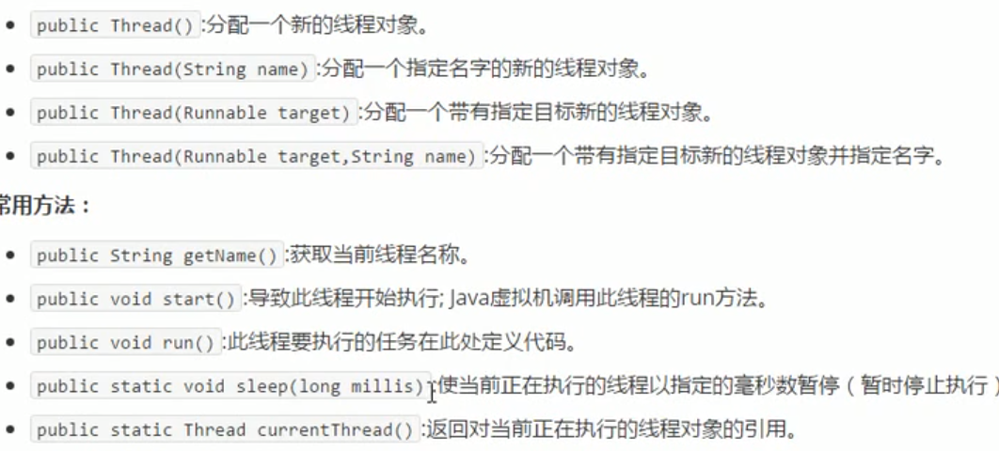 public Thread():分配一个新的线程对象。
public Thread(String name):分配一个指定名字的新的线程对象。
public Thread(Runnable target):分配一个带有指定目标新的线程对象。
public Thread(Runnable target,String name):分配一个带有指定目标新的线程对象并指定名字。
常用方法：
public String getName():获取当前线程名称。
public void start():导致此线程开始执行; Java虚拟机调用此线程的run方法。
public void run():此线程要执行的任务在此处定义代码。
public static void sleep(long millis):使当前正在执行的线程以指定的毫秒数暂停（暂时停止执行）
public static Thread currentThread():返回对当前正在执行的线程对象的引用。